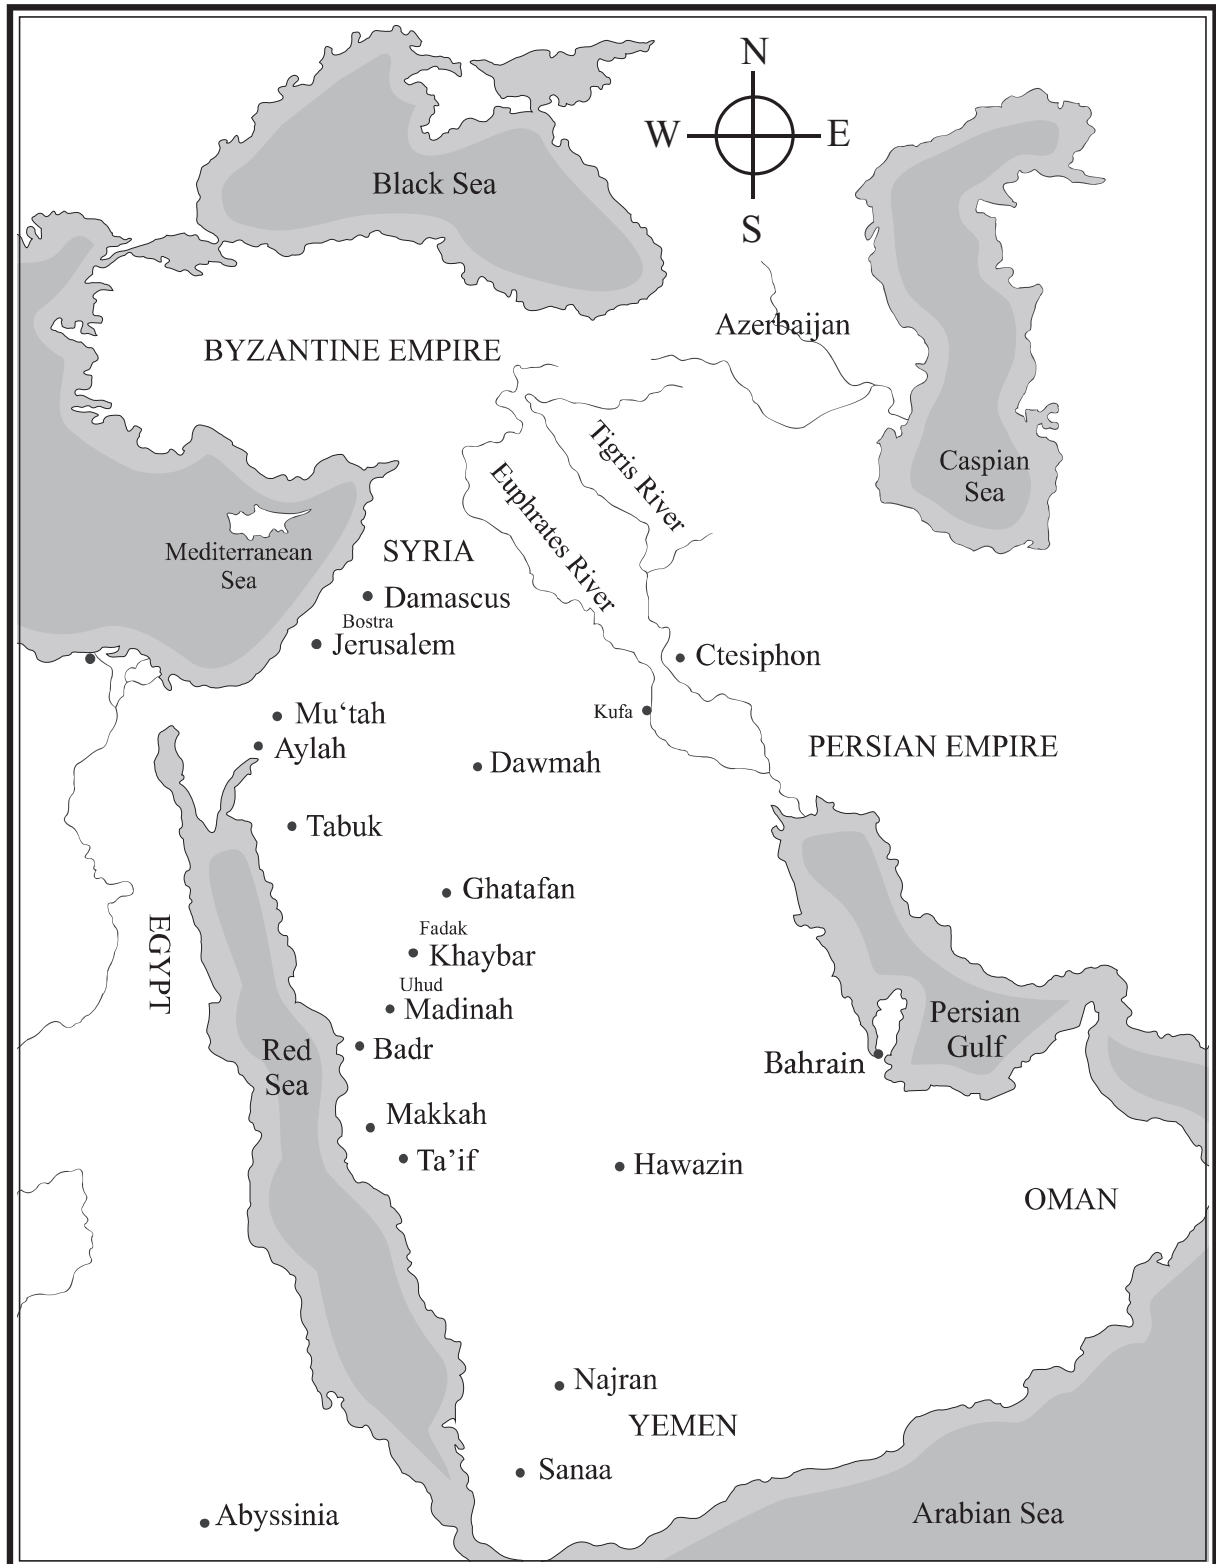 N
W
E
S
Black Sea
Azerbaijan
BYZANTINE EMPIRE
Tigris River
Euphrates River
Caspian
Sea
Mediterranean
Sea
SYRIA
Damascus
Bostra
Jerusalem
Ctesiphon
Kufa
Mu‘tah
Aylah
Dawmah
PERSIAN EMPIRE
Tabuk
Ghatafan
EGYPT
Fadak
Khaybar
Uhud
Madinah
Badr
Red
Sea
Persian
Gulf
Bahrain
Makkah
Ta’if
Hawazin
OMAN
Najran
YEMEN
Sanaa
Abyssinia
Arabian Sea